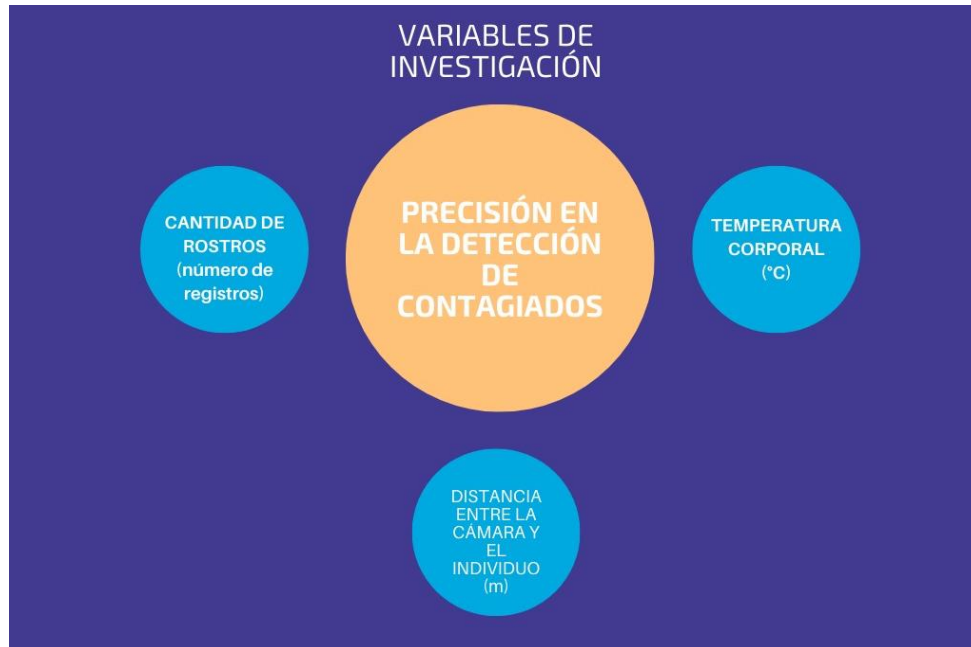 VARIABLES DE
INVESTIGACIÓN
CANTIDAD DE
ROSTROS
(número de
registros)
PRECISIÓN EN
LA DETECCIÓN
DE
CONTAGIADOS
TEMPERATURA
CORPORAL
(°C)
DISTANCIA
ENTRE LA
CÁMARA Y
EL
INDIVIDUO
(m)